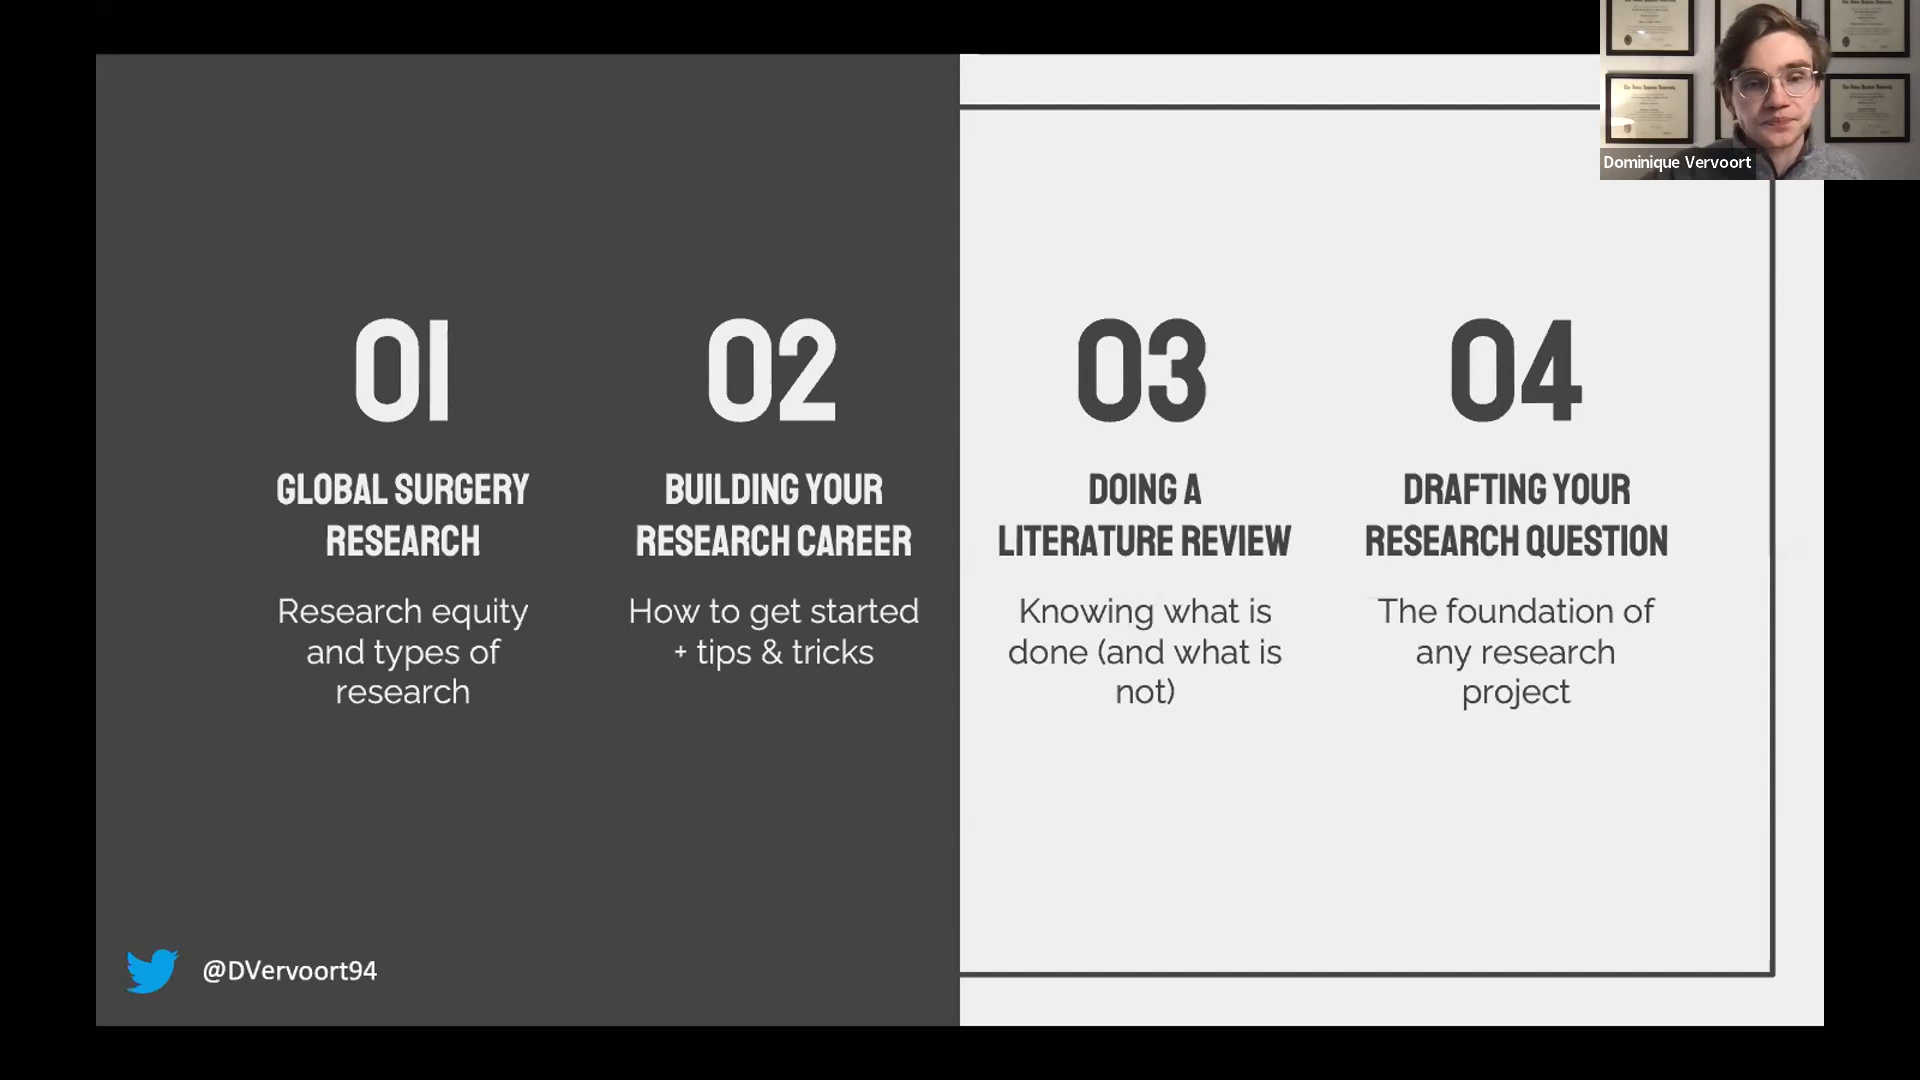 01
GLOBAL SURGERY
RESEARCH
Research equity
and types of
research
02
BUILDING YOUR
RESEARCH CAREER
How to get started
+ tips & tricks
03
DOING A
LITERATURE REVIEW
Knowing what is
done (and what is
not)
04
DRAFTING YOUR
RESEARCH QUESTION
The foundation of
any research
project
@DVervoort94
Dominique Vervoort